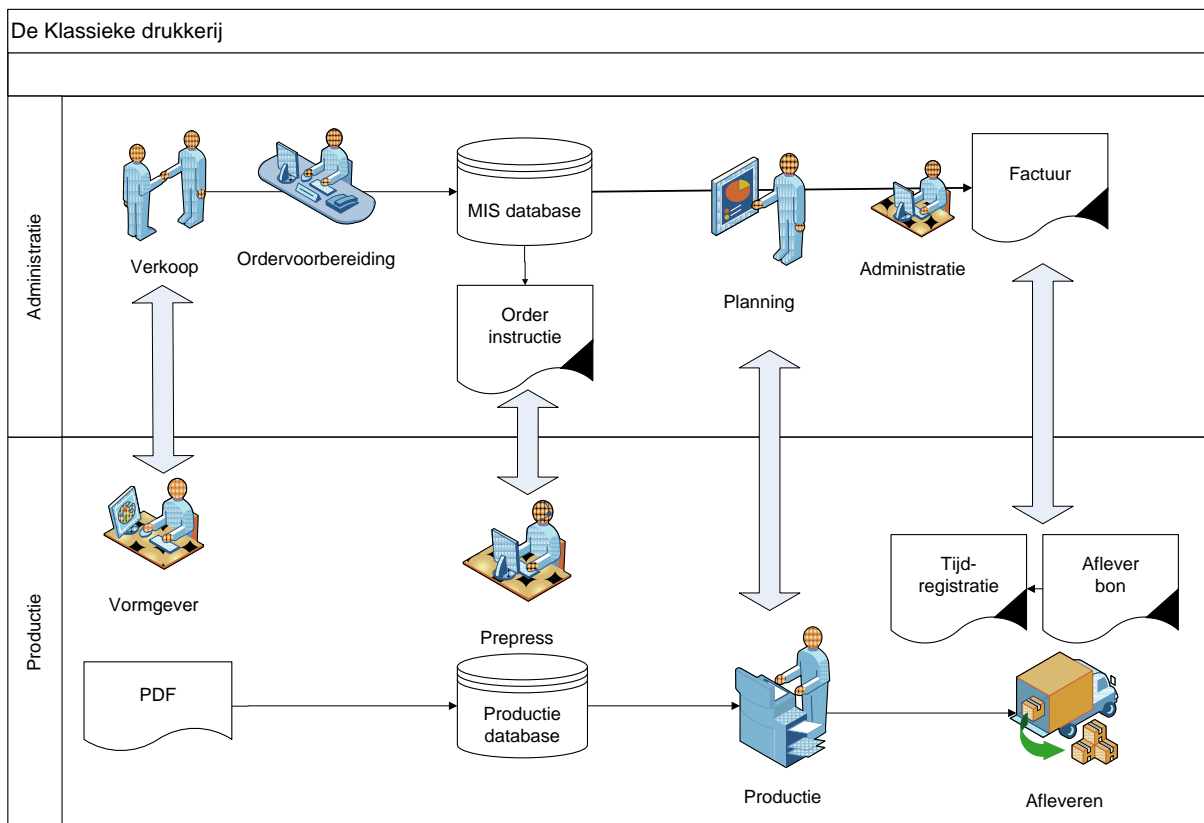 De Klassieke drukkerij
Administratie
Verkoop
Ordervoorbereiding
MIS database
Order
instructie
Planning
Administratie
Factuur
Productie
Vormgever
PDF
Prepress
Productie
database
Productie
Tijd-
registratie
Aflever
bon
Afleveren